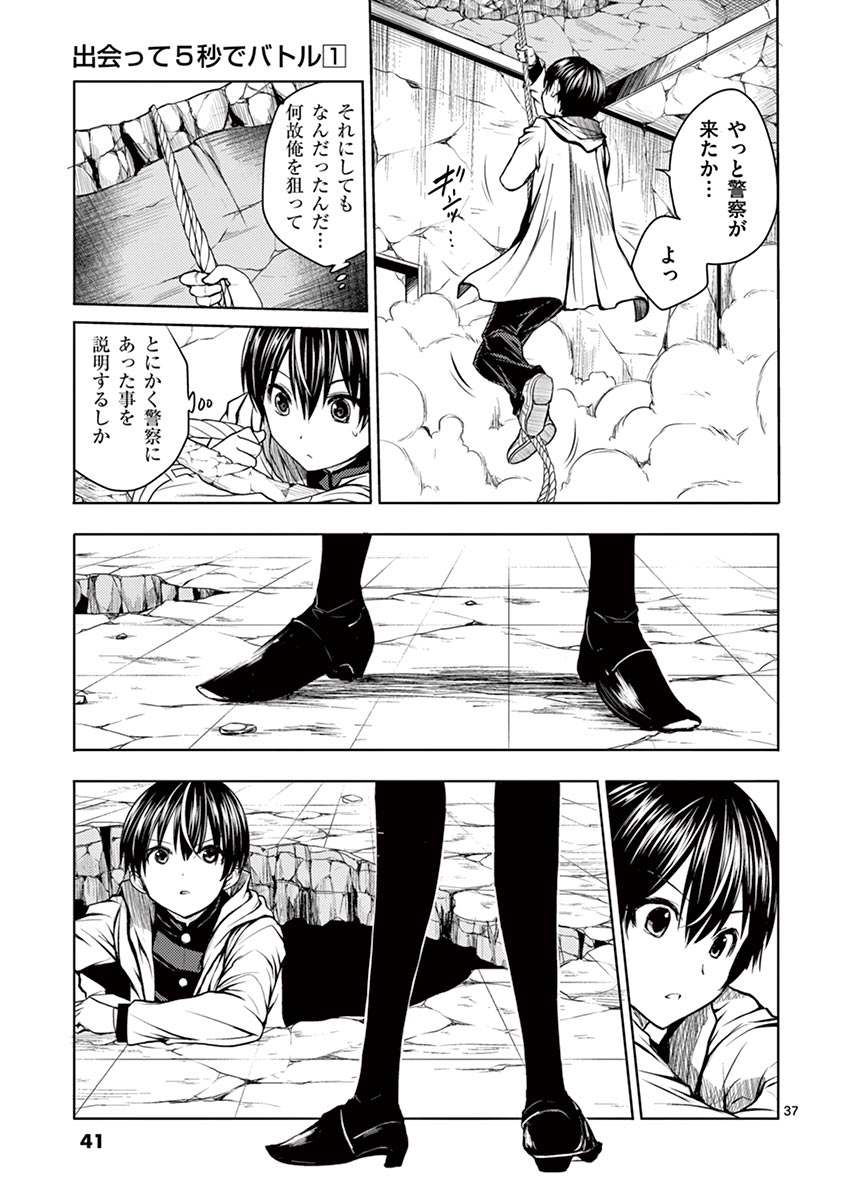 出会って5秒でバトル1
やっと警察が
来たか…
よっ
ギシッ
それにしても
なんだったんだ…
何故俺を狙って
とにかく警察に
あった事を
説明するしか
37
41